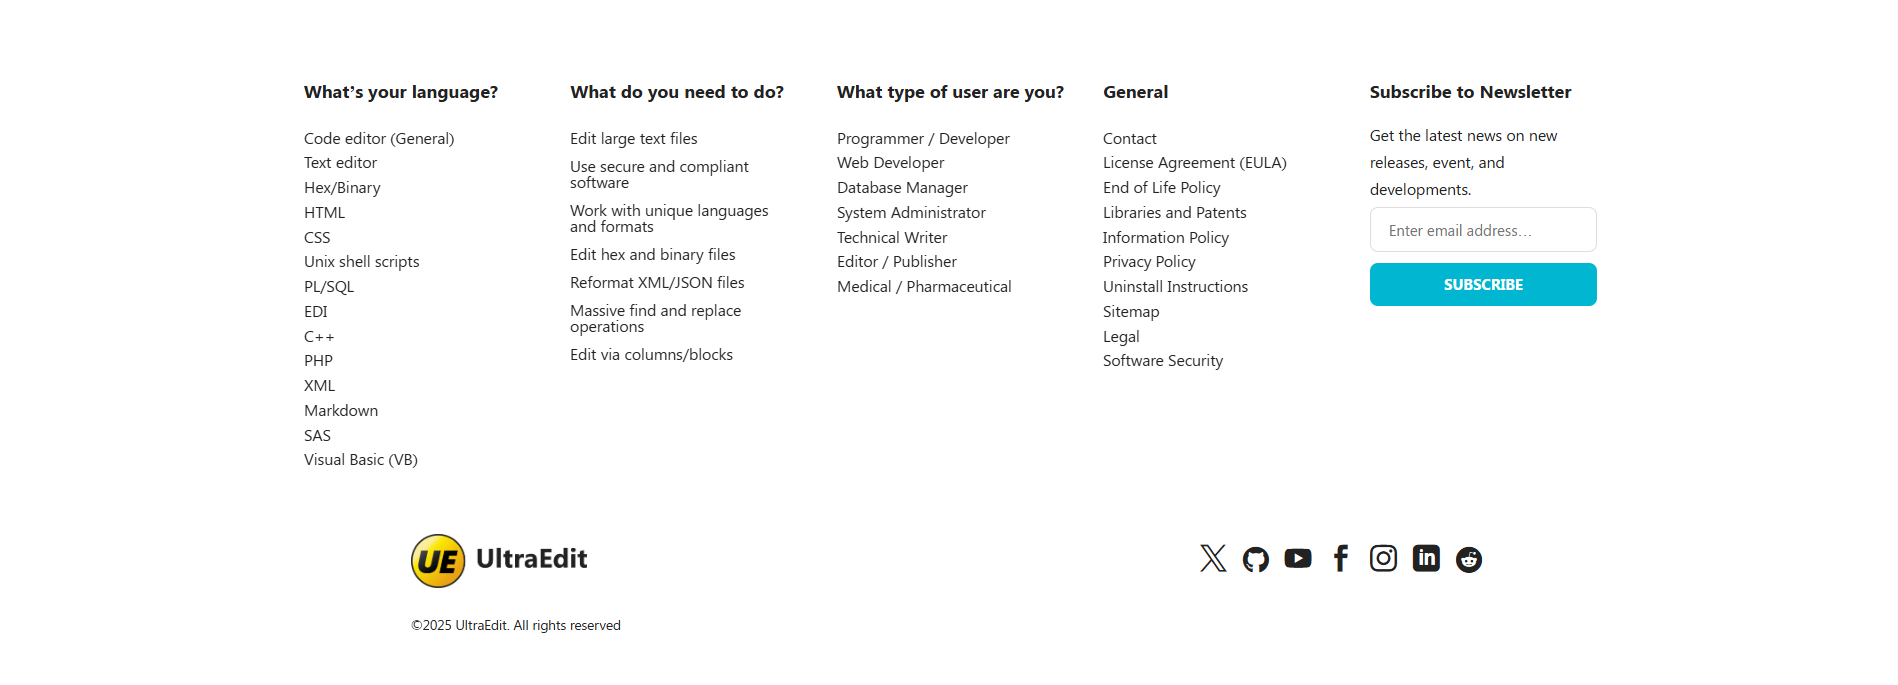 What's your language?
Code editor (General)
Text editor
Hex/Binary
HTML
CSS
Unix shell scripts
PL/SQL
EDI
C++
PHP
XML
Markdown
SAS
Visual Basic (VB)
What do you need to do?
Edit large text files
Use secure and compliant
software
Work with unique languages
and formats
Edit hex and binary files
Reformat XML/JSON files
Massive find and replace
operations
Edit via columns/blocks
What type of user are you?
Programmer / Developer
Web Developer
Database Manager
System Administrator
Technical Writer
Editor / Publisher
Medical / Pharmaceutical
General
Contact
License Agreement (EULA)
End of Life Policy
Libraries and Patents
Information Policy
Privacy Policy
Uninstall Instructions
Sitemap
Legal
Software Security
Subscribe to Newsletter
Get the latest news on new
releases, event, and
developments.
Enter email address...
SUBSCRIBE
UE UltraEdit
©2025 UltraEdit. All rights reserved